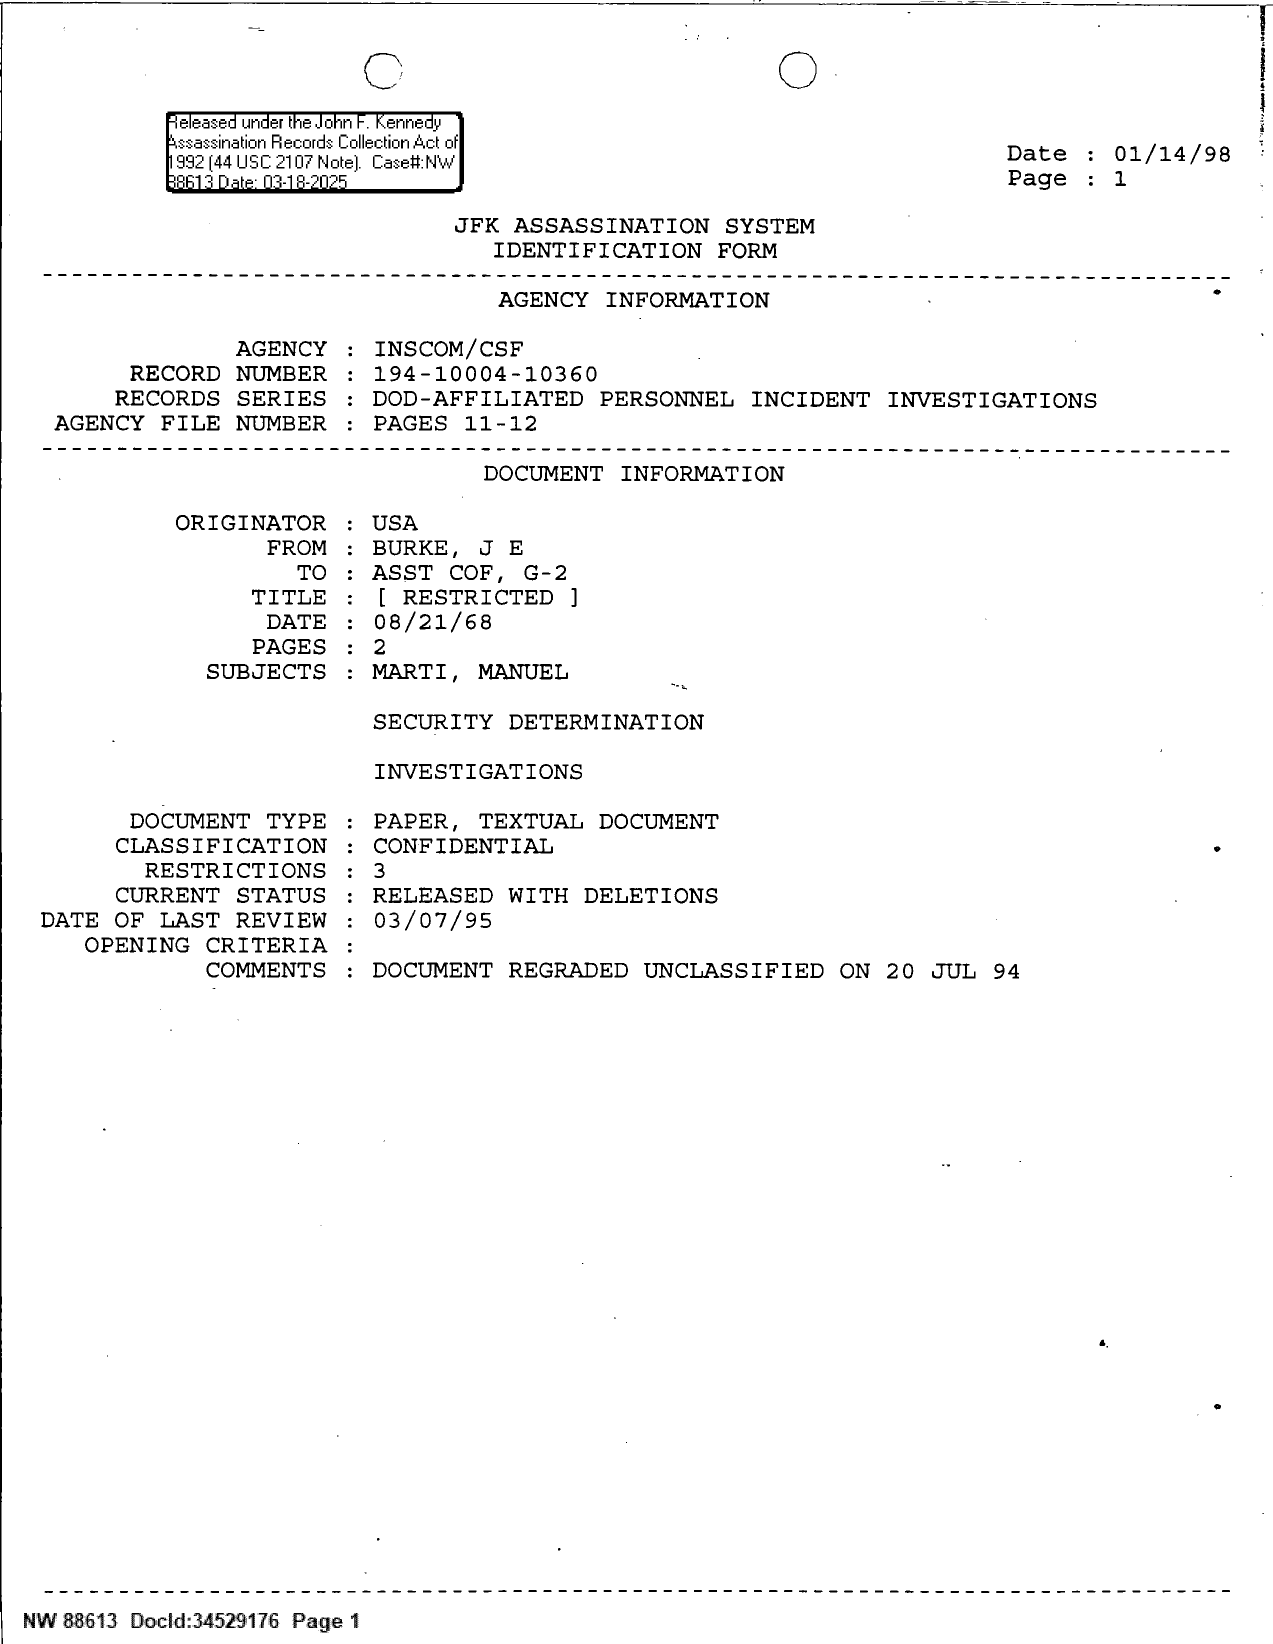 Released under the John F. Kennedy
Assassination Records Collection Act of
1992 (44 USC 2107 Note). Case#:NW
88613 Date: 03-18-2025
Date : 01/14/98
Page : 1
JFK ASSASSINATION SYSTEM
IDENTIFICATION FORM
AGENCY INFORMATION
AGENCY : INSCOM/CSF
RECORD NUMBER : 194-10004-10360
RECORDS SERIES : DOD-AFFILIATED PERSONNEL INCIDENT INVESTIGATIONS
AGENCY FILE NUMBER : PAGES 11-12
DOCUMENT INFORMATION
ORIGINATOR : USA
FROM : BURKE, J E
TO : ASST COF, G-2
TITLE : [ RESTRICTED ]
DATE : 08/21/68
PAGES : 2
SUBJECTS : MARTI, MANUEL
SECURITY DETERMINATION
INVESTIGATIONS
DOCUMENT TYPE : PAPER, TEXTUAL DOCUMENT
CLASSIFICATION : CONFIDENTIAL
RESTRICTIONS : 3
CURRENT STATUS : RELEASED WITH DELETIONS
DATE OF LAST REVIEW : 03/07/95
OPENING CRITERIA :
COMMENTS : DOCUMENT REGRADED UNCLASSIFIED ON 20 JUL 94
NW 88613 DocId:34529176 Page 1